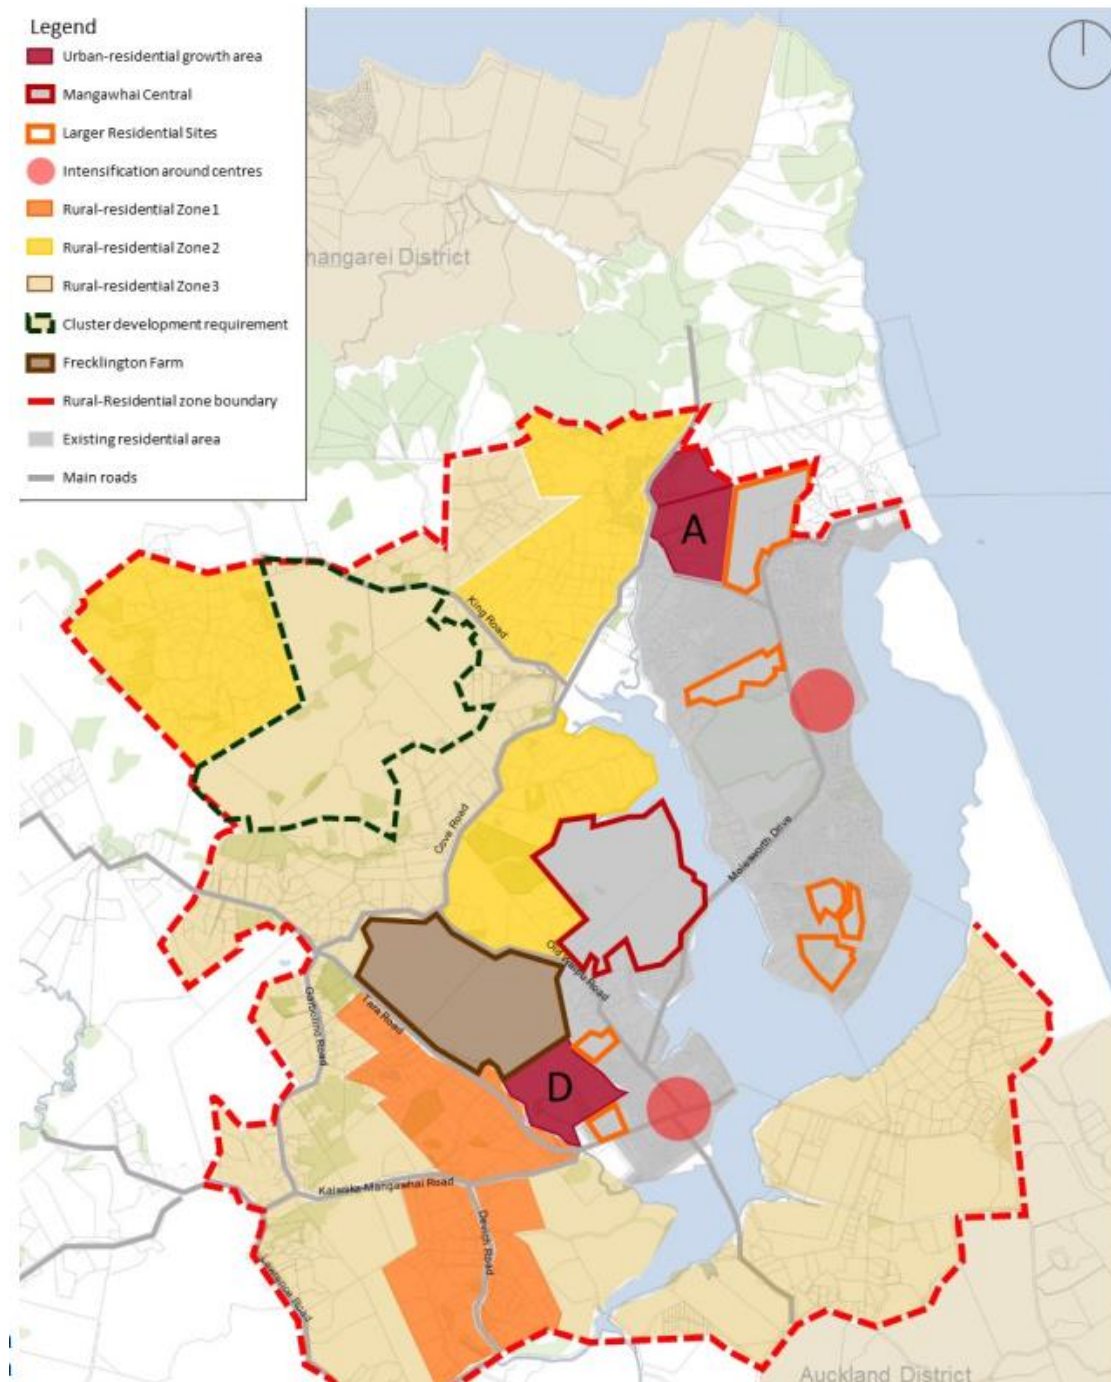 Legend
Urban-residential growth area
Mangawhai Central
Larger Residential Sites
Intensification around centres
Rural-residential Zone 1
Rural-residential Zone 2
Rural-residential Zone 3
Cluster development requirement
Frecklington Farm
Rural-Residential zone boundary
Existing residential area
Main roads
hangarei District
A
King Road
Cove Road
Molesworth Drive
Old Waipu Road
Tara Road
Garbolino Road
D
Kaiwaka-Mangawhai Road
Devich Road
Lawrence Road
Auckland District